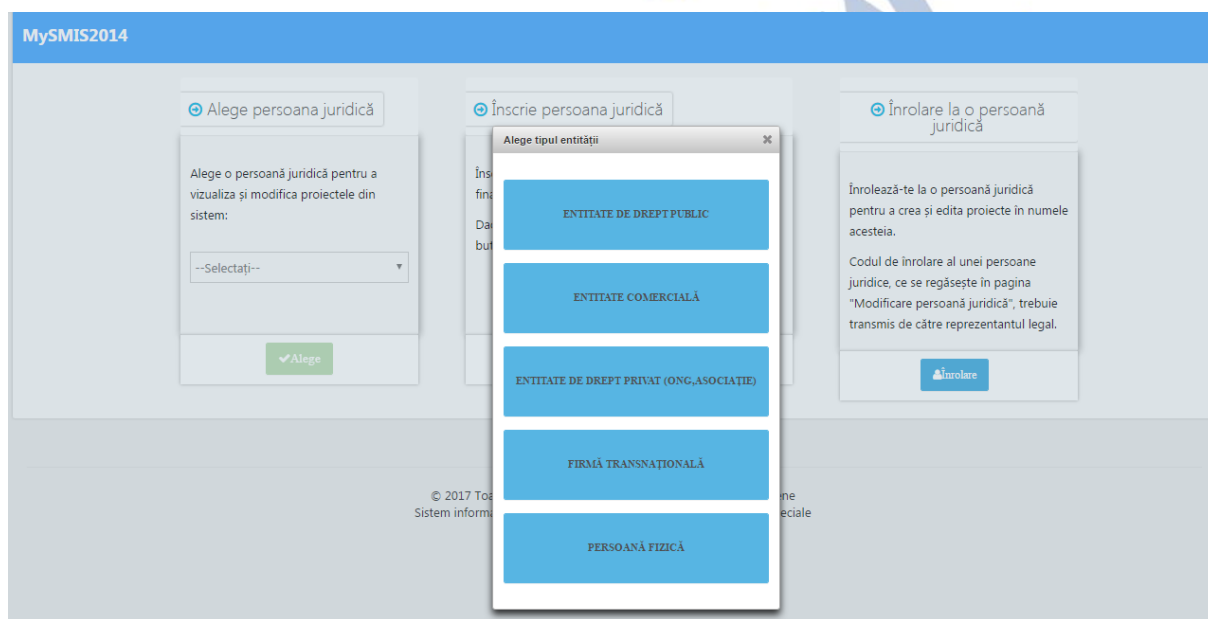 MySMIS2014
Alege persoana juridică
Alege o persoană juridică pentru a
vizualiza și modifica proiectele din
sistem:
--Selectați--
Alege
Înscrie persoana juridică
Alege tipul entității
ENTITATE DE DREPT PUBLIC
ENTITATE COMERCIALĂ
ENTITATE DE DREPT PRIVAT (ONG,ASOCIAȚIE)
FIRMĂ TRANSNAȚIONALĂ
PERSOANĂ FIZICĂ
Înrolare la o persoană
juridică
Înrolează-te la o persoană juridică
pentru a crea și edita proiecte în numele
acesteia.
Codul de înrolare al unei persoane
juridice, ce se regăsește în pagina
"Modificare persoană juridică", trebuie
transmis de către reprezentantul legal.
Înrolare
© 2017
Sistem